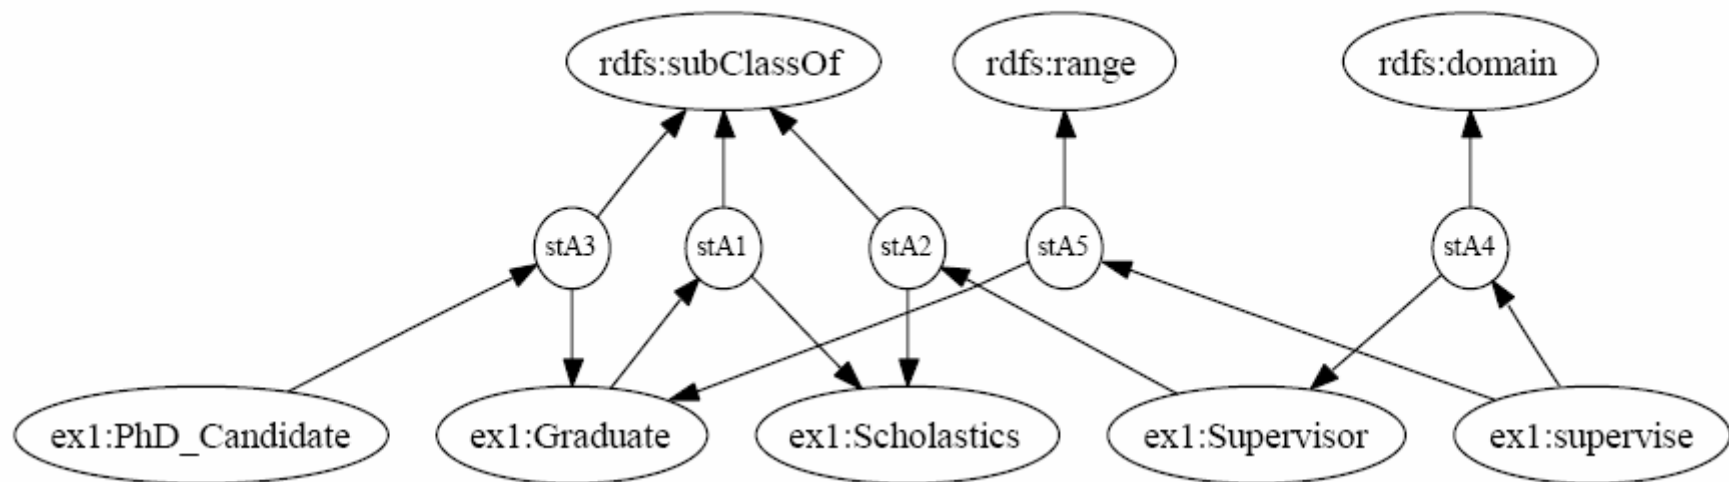 rdfs:subClassOf
rdfs:range
rdfs:domain
stA3
stA1
stA2
stA5
stA4
ex1:PhD_Candidate
ex1:Graduate
ex1:Scholastics
ex1:Supervisor
ex1:supervise